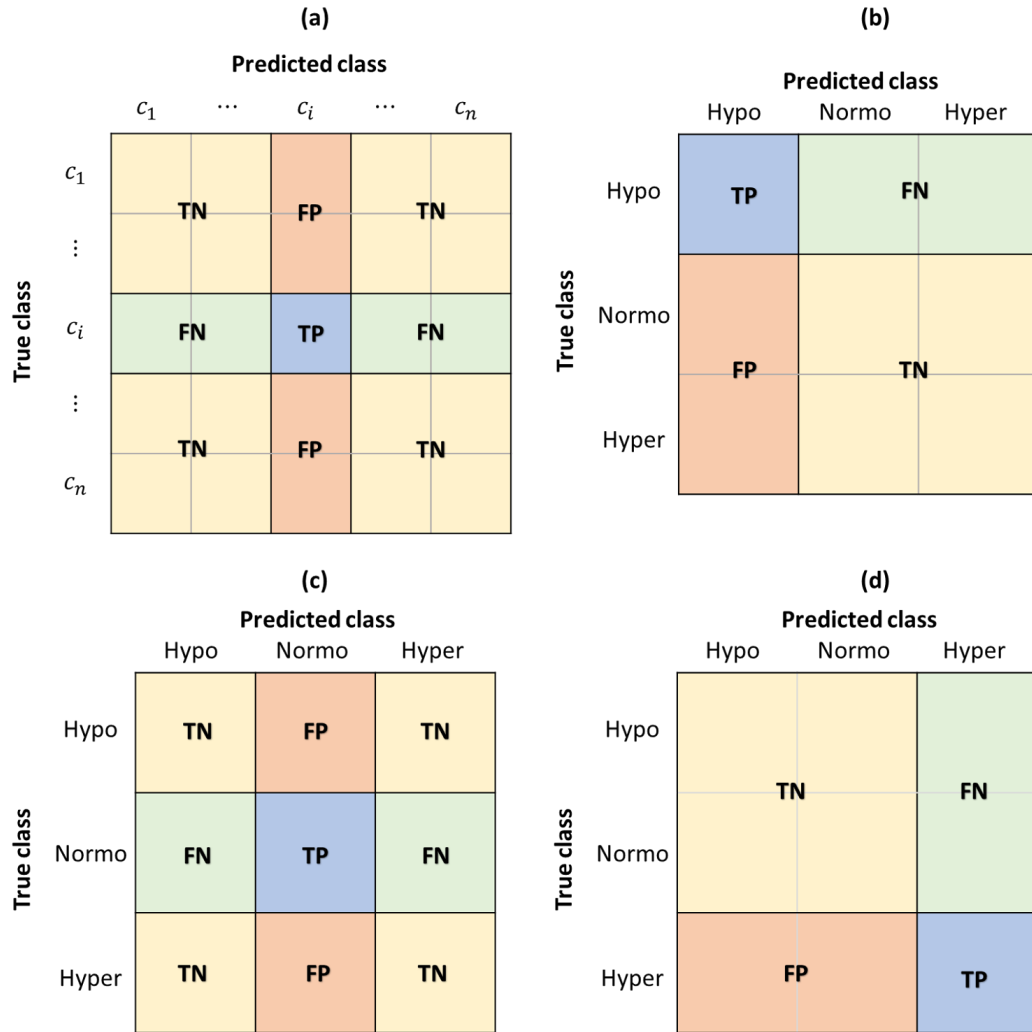 (a)
Predicted class
c₁ ⋯ cᵢ ⋯ cₙ
True class
c₁
TN FP TN
⋮
cᵢ FN TP FN
⋮
TN FP TN
cₙ
(b)
Predicted class
Hypo Normo Hyper
True class
Hypo TP FN
Normo
FP TN
Hyper
(c)
Predicted class
Hypo Normo Hyper
True class
Hypo TN FP TN
Normo FN TP FN
Hyper TN FP TN
(d)
Predicted class
Hypo Normo Hyper
True class
Hypo
TN FN
Normo
Hyper FP TP